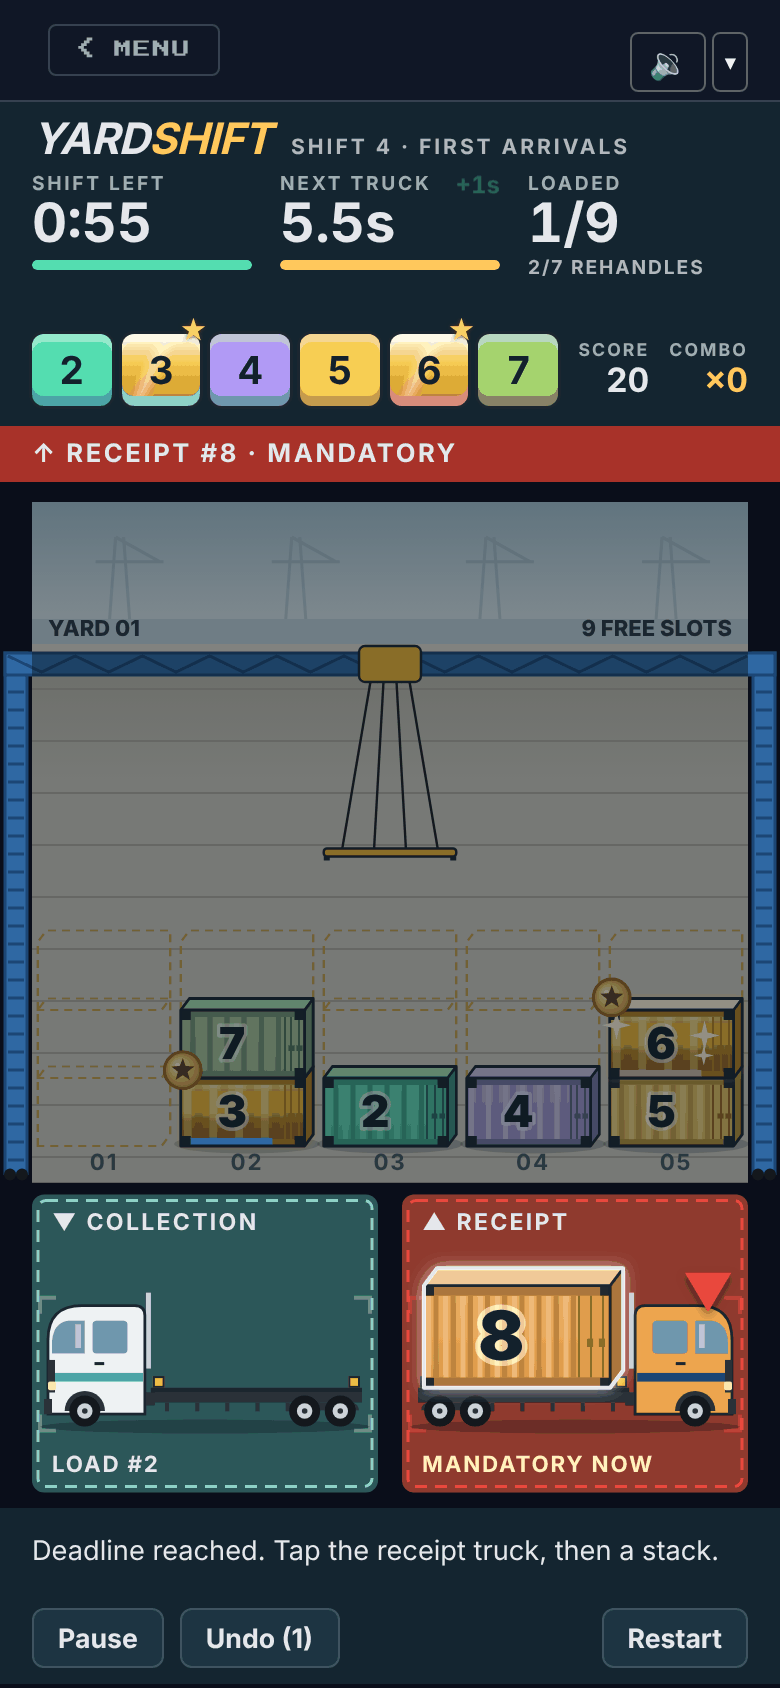 MENU
▼
YARDSHIFT SHIFT 4 · FIRST ARRIVALS
SHIFT LEFT NEXT TRUCK +1s LOADED
0:55 5.5s 1/9
2/7 REHANDLES
2 3 4 5 6 7
SCORE COMBO
20 ×0
↑ RECEIPT #8 · MANDATORY
YARD 01 9 FREE SLOTS
7 6
3 2 4 5
01 02 03 04 05
▼ COLLECTION
LOAD #2
▲ RECEIPT
8
MANDATORY NOW
Deadline reached. Tap the receipt truck, then a stack.
Pause Undo (1) Restart